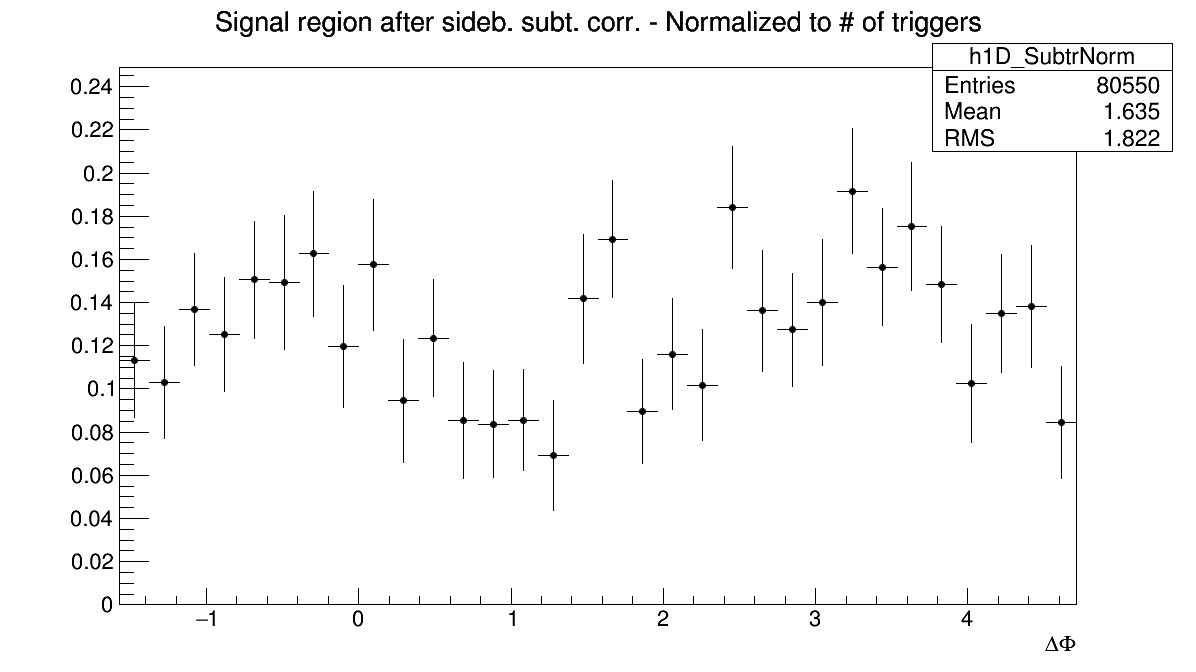 Signal region after sideb. subt. corr. - Normalized to # of triggers
h1D_SubtrNorm
Entries 80550
Mean 1.635
RMS 1.822
0.24
0.22
0.2
0.18
0.16
0.14
0.12
0.1
0.08
0.06
0.04
0.02
0
−1 0 1 2 3 4
ΔΦ